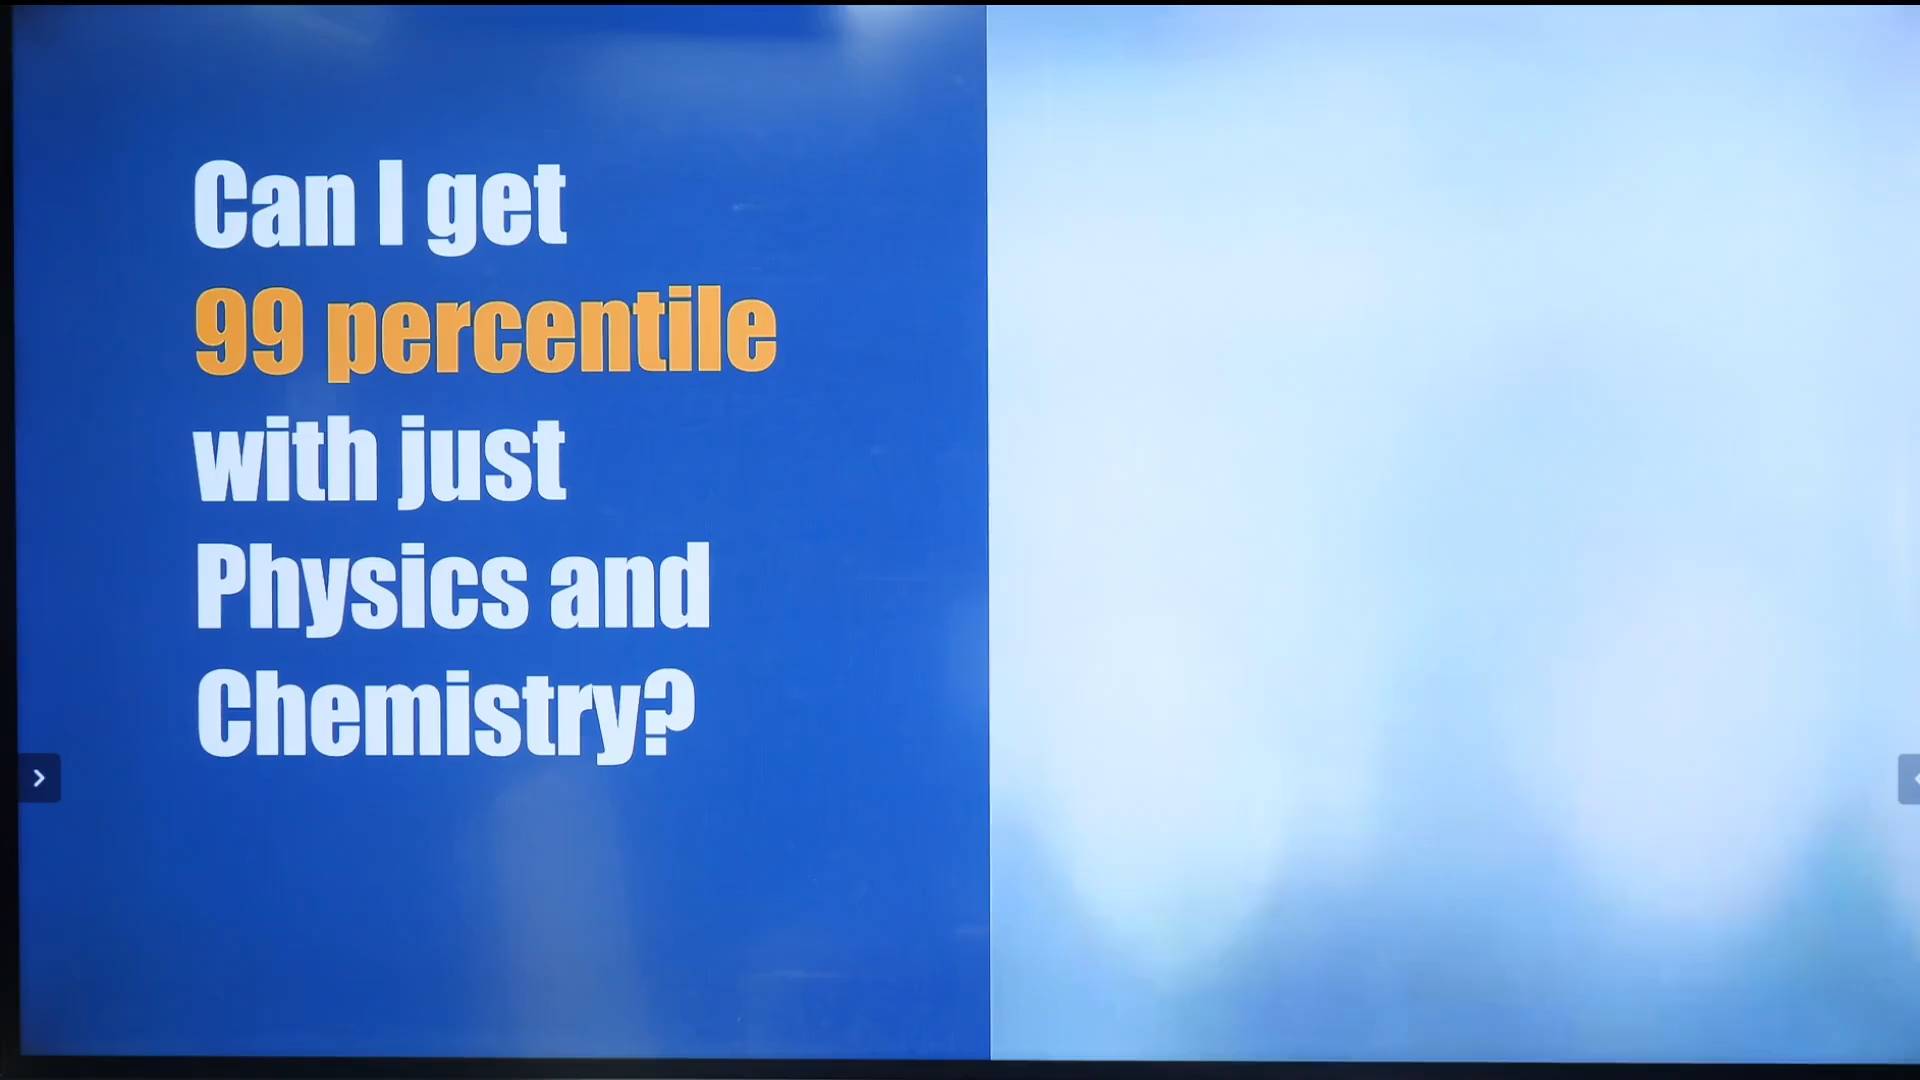 Can I get
99 percentile
with just
Physics and
Chemistry?